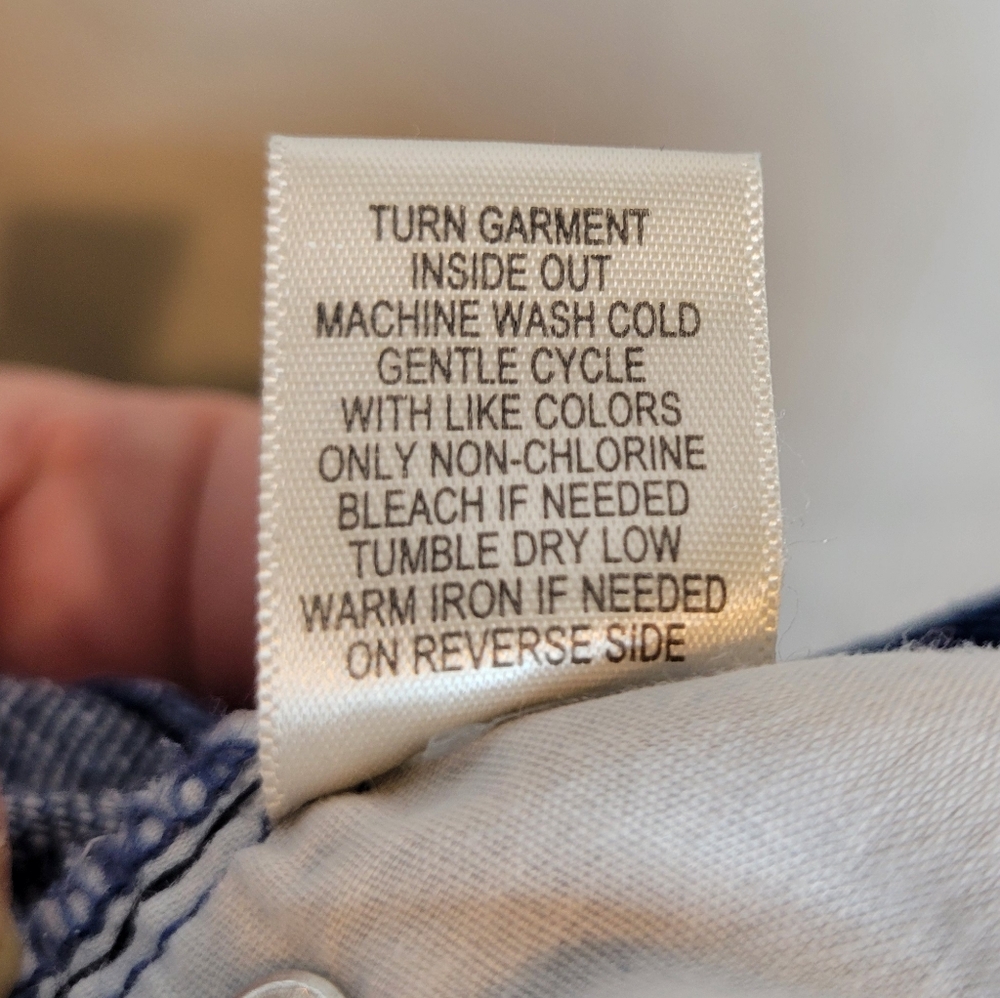 TURN GARMENT
INSIDE OUT
MACHINE WASH COLD
GENTLE CYCLE
WITH LIKE COLORS
ONLY NON-CHLORINE
BLEACH IF NEEDED
TUMBLE DRY LOW
WARM IRON IF NEEDED
ON REVERSE SIDE